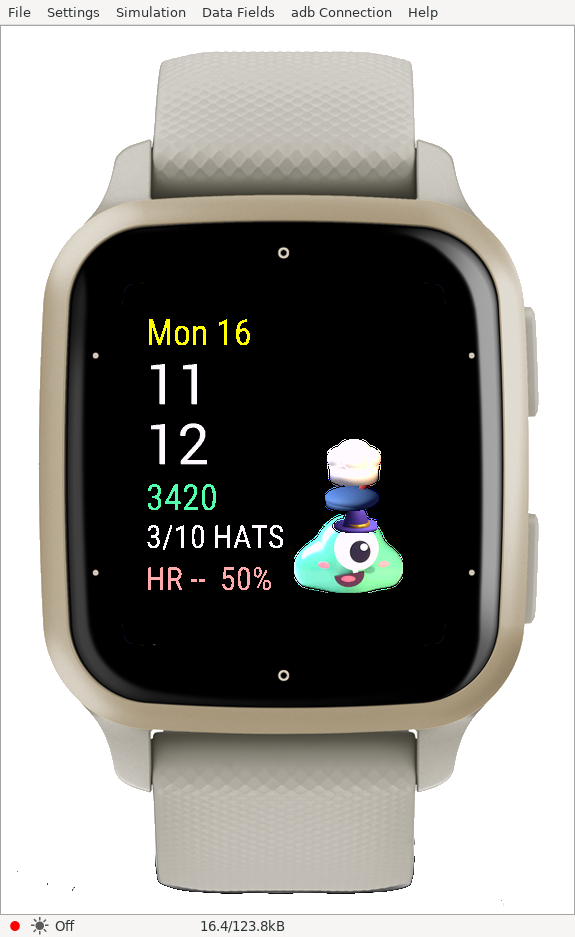 File Settings Simulation Data Fields adb Connection Help
Mon 16
11
12
3420
3/10 HATS
HR -- 50%
Off 16.4/123.8kB